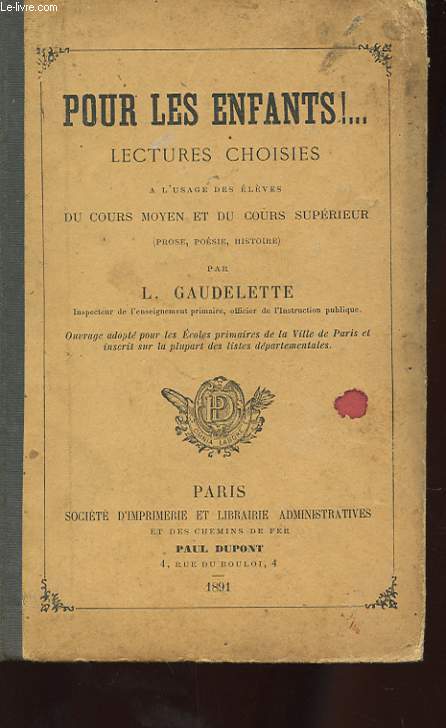 Le-livre.com
POUR LES ENFANTS!...
LECTURES CHOISIES
A L'USAGE DES ÉLÈVES
DU COURS MOYEN ET DU COURS SUPÉRIEUR
(PROSE, POÉSIE, HISTOIRE)
PAR
L. GAUDELETTE
Inspecteur de l'enseignement primaire, officier de l'Instruction publique.
Ouvrage adopté pour les Écoles primaires de la Ville de Paris et
inscrit sur la plupart des listes départementales.
PD
OMNIA LABORE
PARIS
SOCIÉTÉ D'IMPRIMERIE ET LIBRAIRIE ADMINISTRATIVES
ET DES CHEMINS DE FER
PAUL DUPONT
4, RUE DU BOULOI, 4
1891